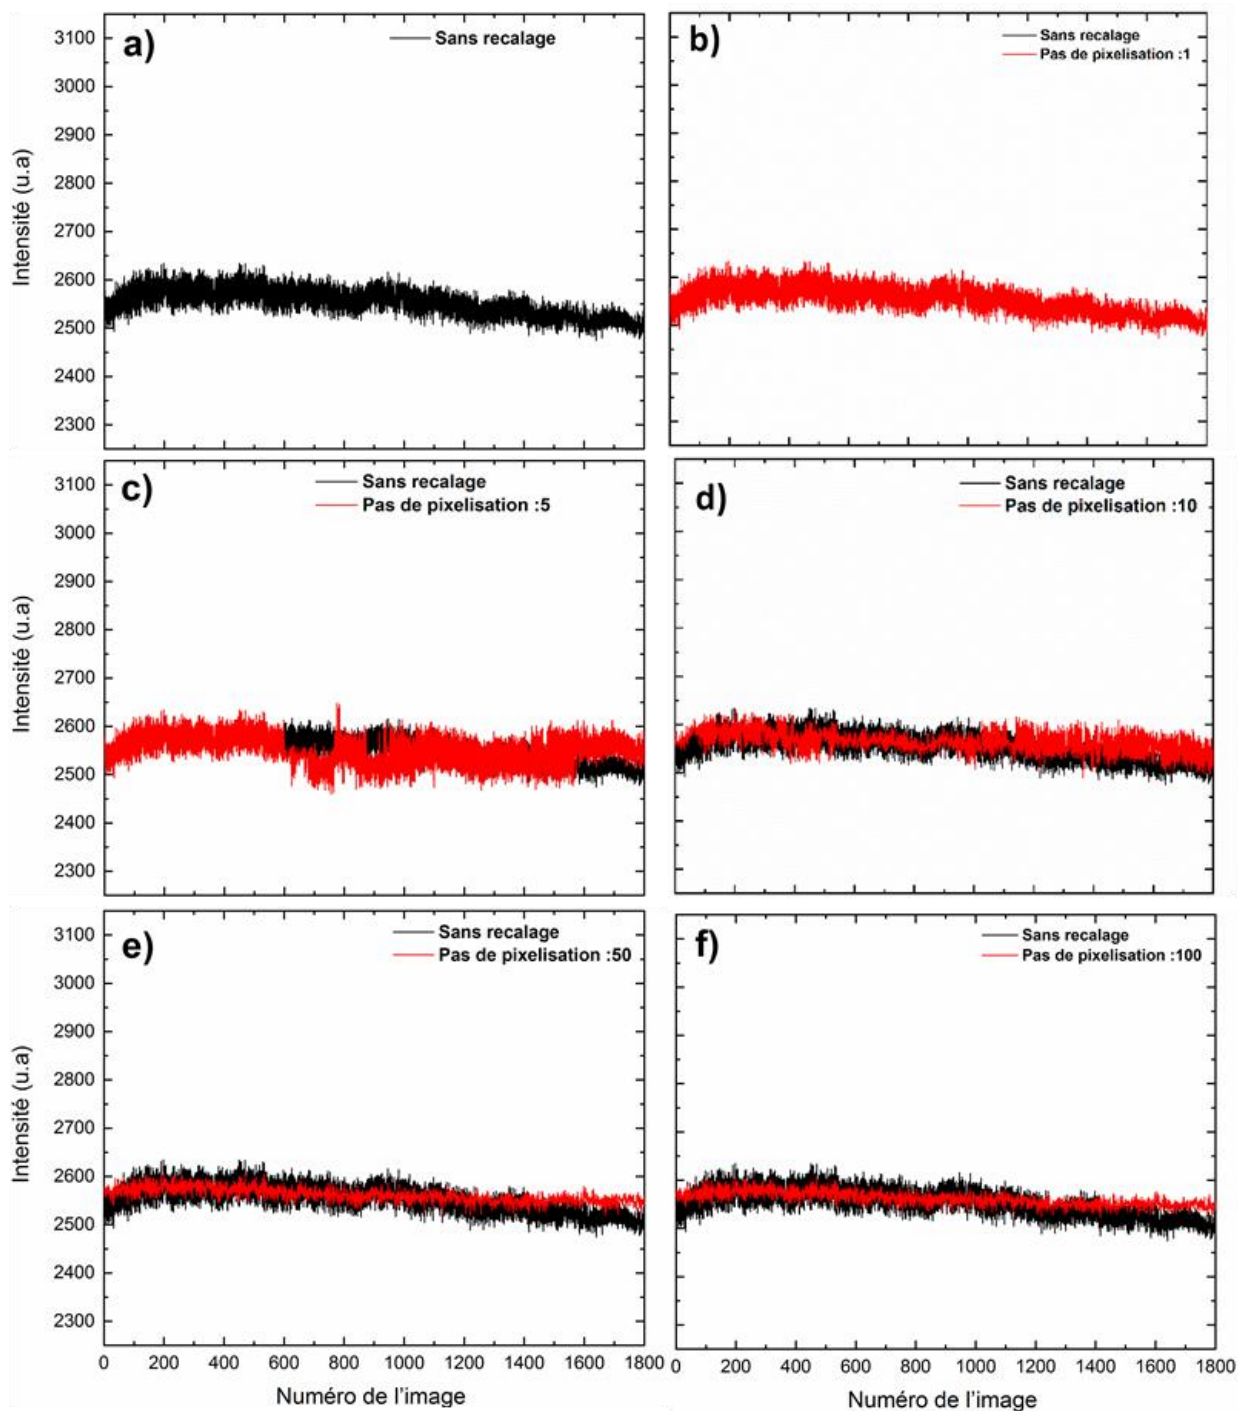 a)
Sans recalage
3100
3000
2900
2800
2700
2600
2500
2400
2300
Intensité (u.a)
b)
Sans recalage
Pas de pixelisation :1
c)
Sans recalage
Pas de pixelisation :5
3100
3000
2900
2800
2700
2600
2500
2400
2300
Intensité (u.a)
d)
Sans recalage
Pas de pixelisation :10
e)
Sans recalage
Pas de pixelisation :50
3100
3000
2900
2800
2700
2600
2500
2400
2300
Intensité (u.a)
0 200 400 600 800 1000 1200 1400 1600 1800
Numéro de l'image
f)
Sans recalage
Pas de pixelisation :100
0 200 400 600 800 1000 1200 1400 1600 1800
Numéro de l'image